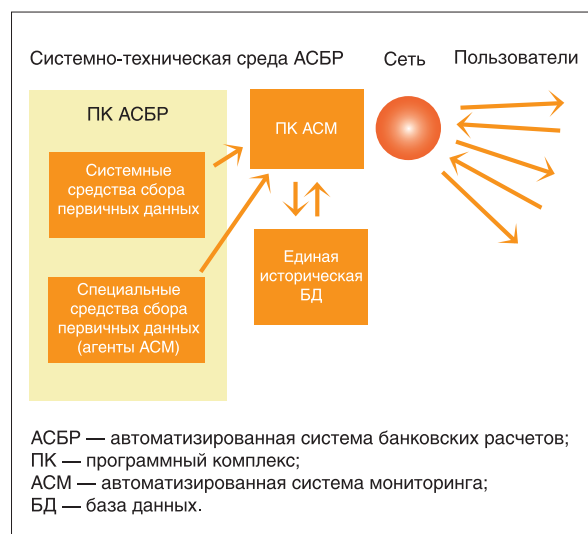 Системно-техническая среда АСБР
Сеть
Пользователи
ПК АСБР
ПК АСМ
Системные
средства сбора
первичных данных
Единая
историческая
БД
Специальные
средства сбора
первичных данных
(агенты АСМ)
АСБР — автоматизированная система банковских расчетов;
ПК — программный комплекс;
АСМ — автоматизированная система мониторинга;
БД — база данных.